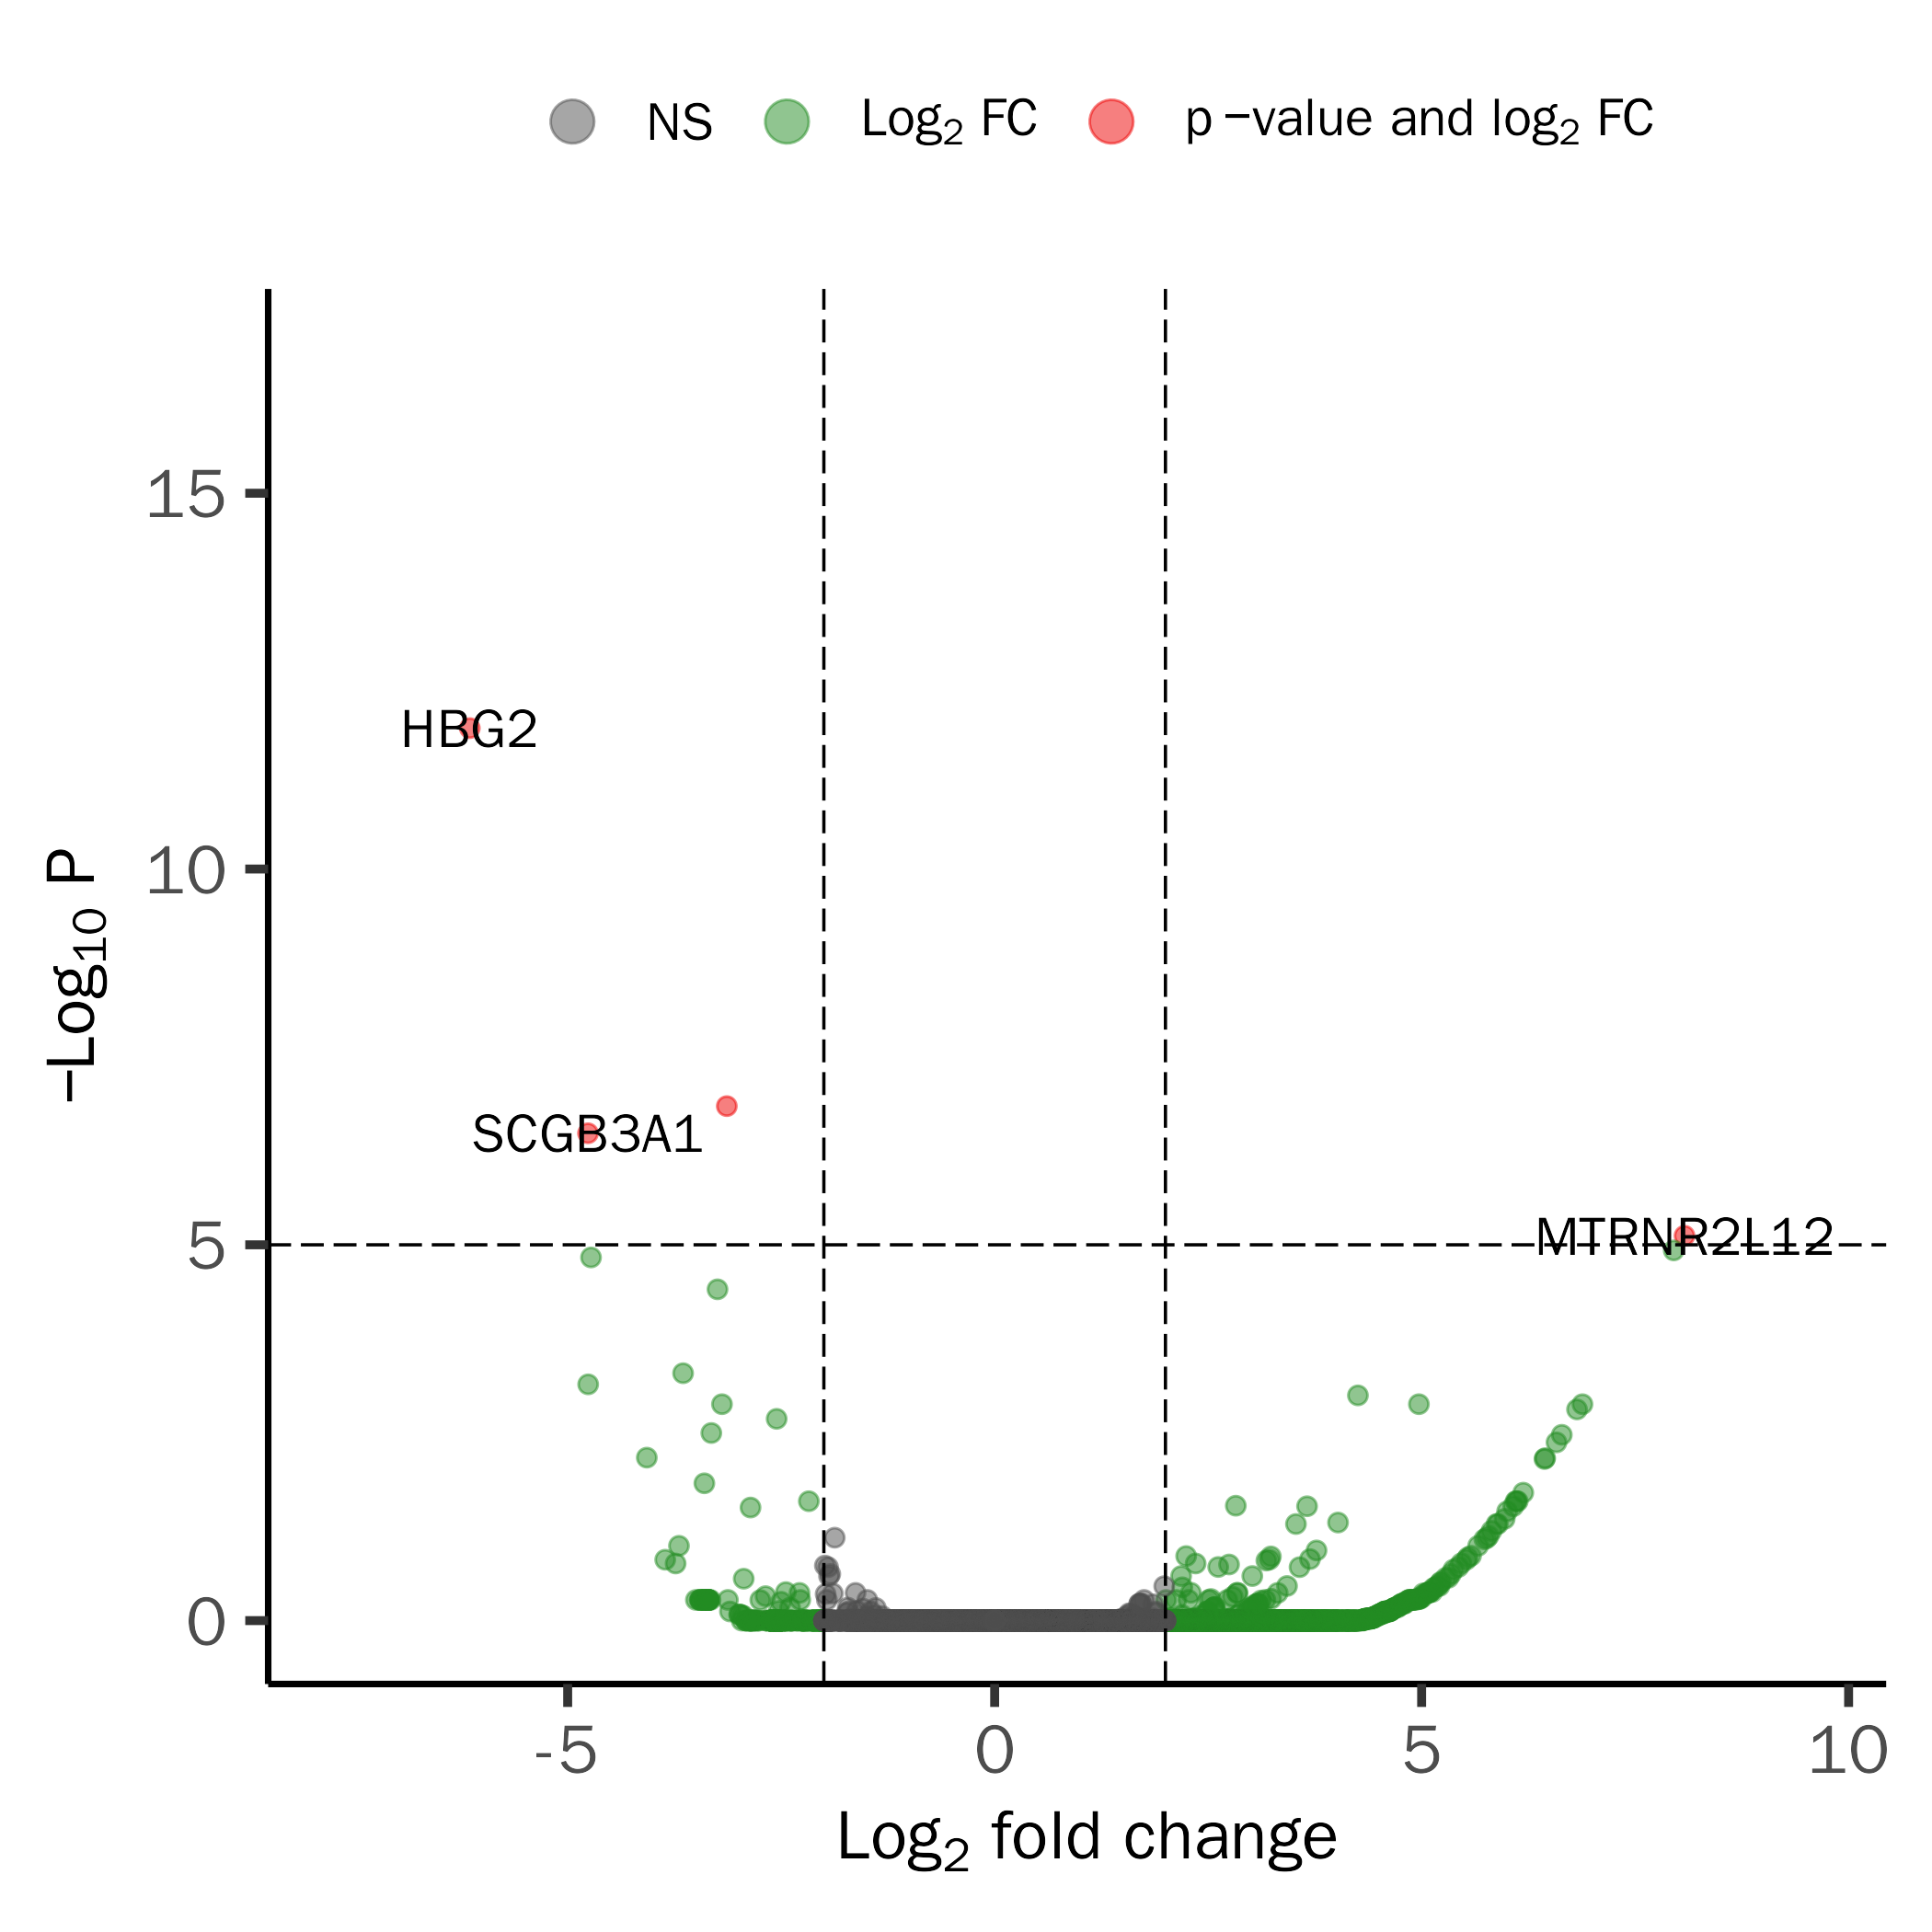 NS Log2 FC p −value and log2 FC
15
HBG2
10
−Log10 P
SCGB3A1
MTRNR2L12
5
0
-5 0 5 10
Log2 fold change